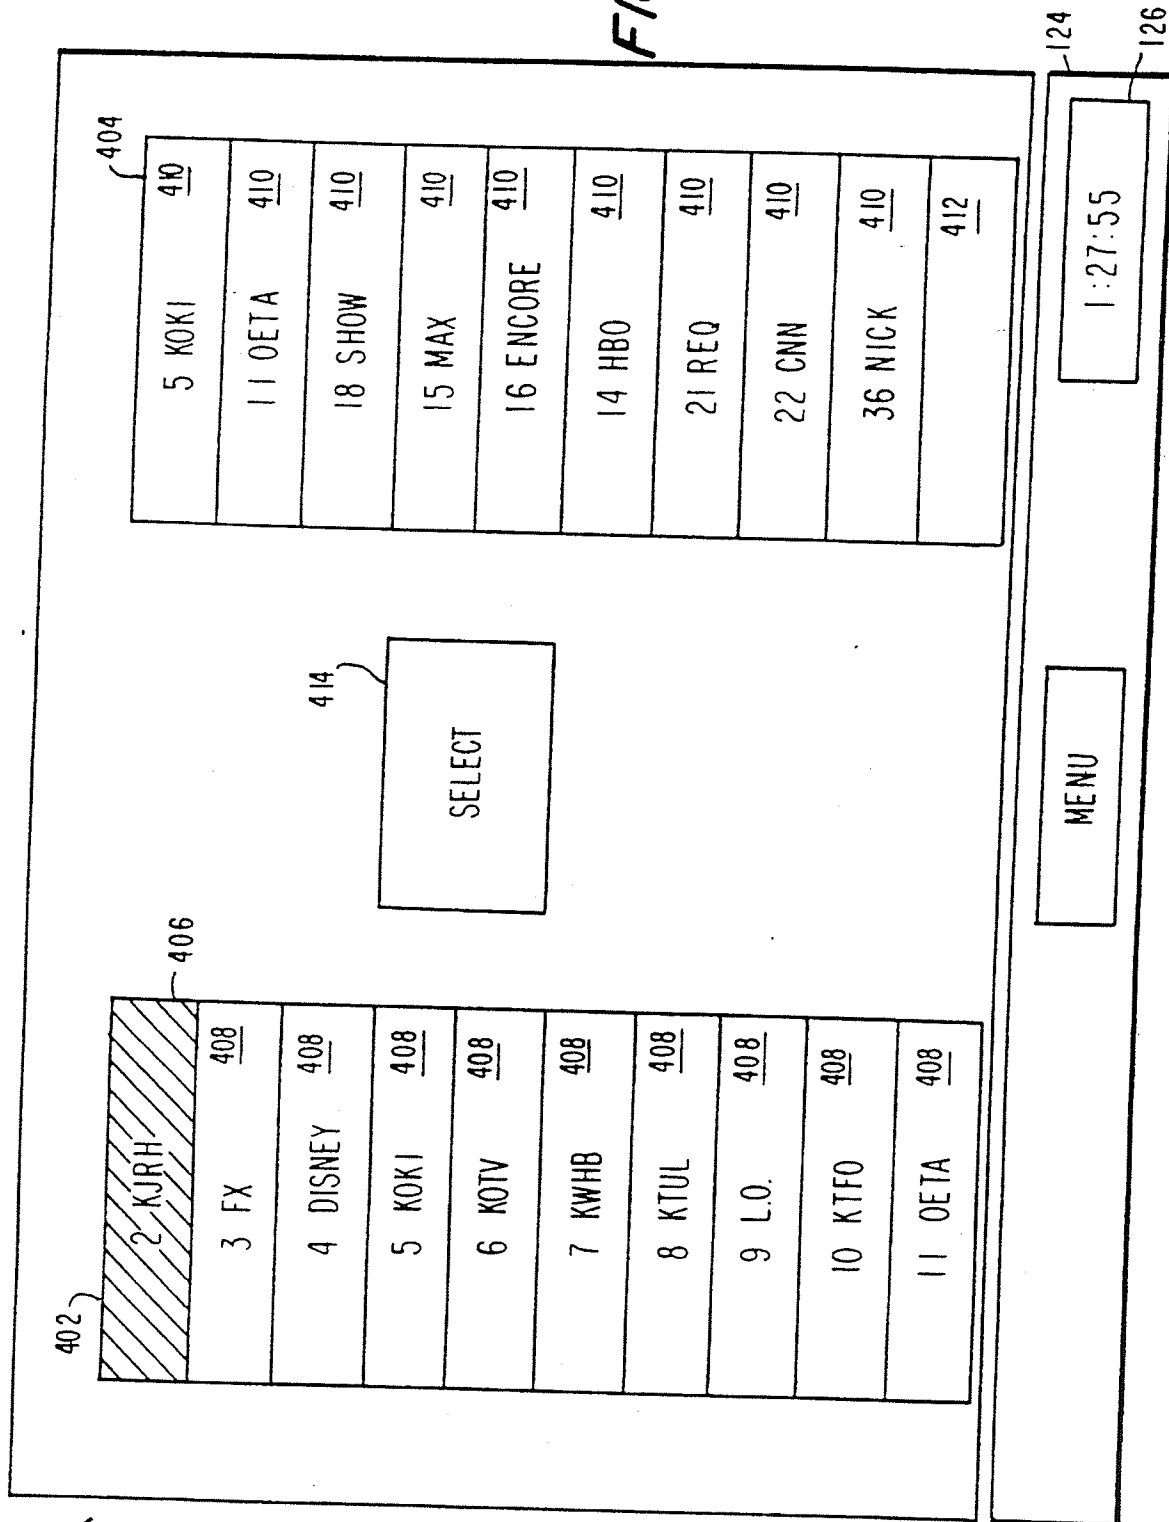 F/
402
2 KJRH
406
3 FX 408
4 DISNEY 408
5 KOKI 408
6 KOTV 408
7 KWHB 408
8 KTUL 408
9 L.O. 408
10 KTFO 408
11 OETA 408
414
SELECT
404
5 KOKI 410
11 OETA 410
18 SHOW 410
15 MAX 410
16 ENCORE 410
14 HBO 410
21 REQ 410
22 CNN 410
36 NICK 410
412
MENU
1:27:55
124
126